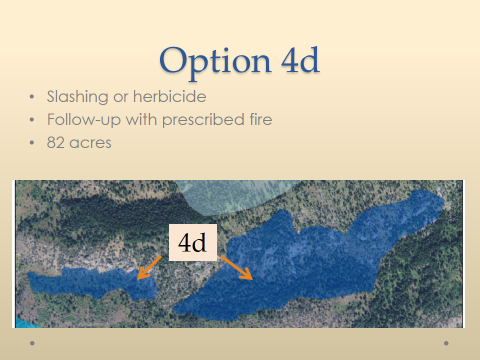 Option 4d
• Slashing or herbicide
• Follow-up with prescribed fire
• 82 acres
4d